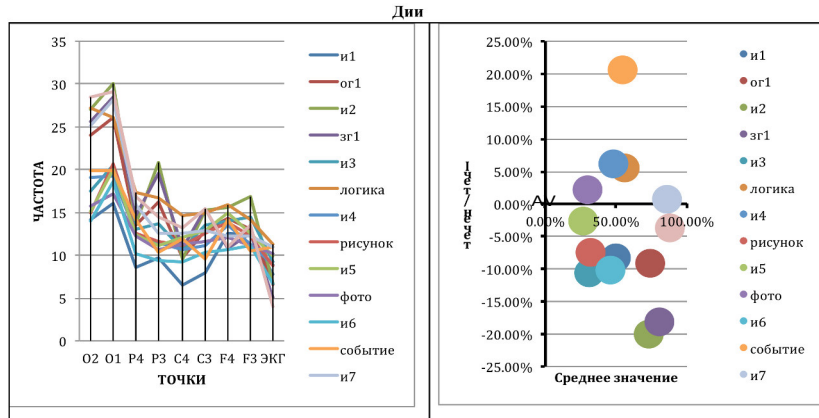 Дии
35
30
25
20
15
10
5
0
ЧАСТОТА
O2 O1 P4 P3 C4 C3 F4 F3 ЭКГ
ТОЧКИ
и1
ог1
и2
зг1
и3
логика
и4
рисунок
и5
фото
и6
событие
и7
25.00%
20.00%
15.00%
10.00%
5.00%
0.00%
-5.00%
-10.00%
-15.00%
-20.00%
-25.00%
0.00% 50.00% 100.00%
Среднее значение
и1
ог1
и2
зг1
и3
логика
и4
рисунок
и5
фото
и6
событие
и7